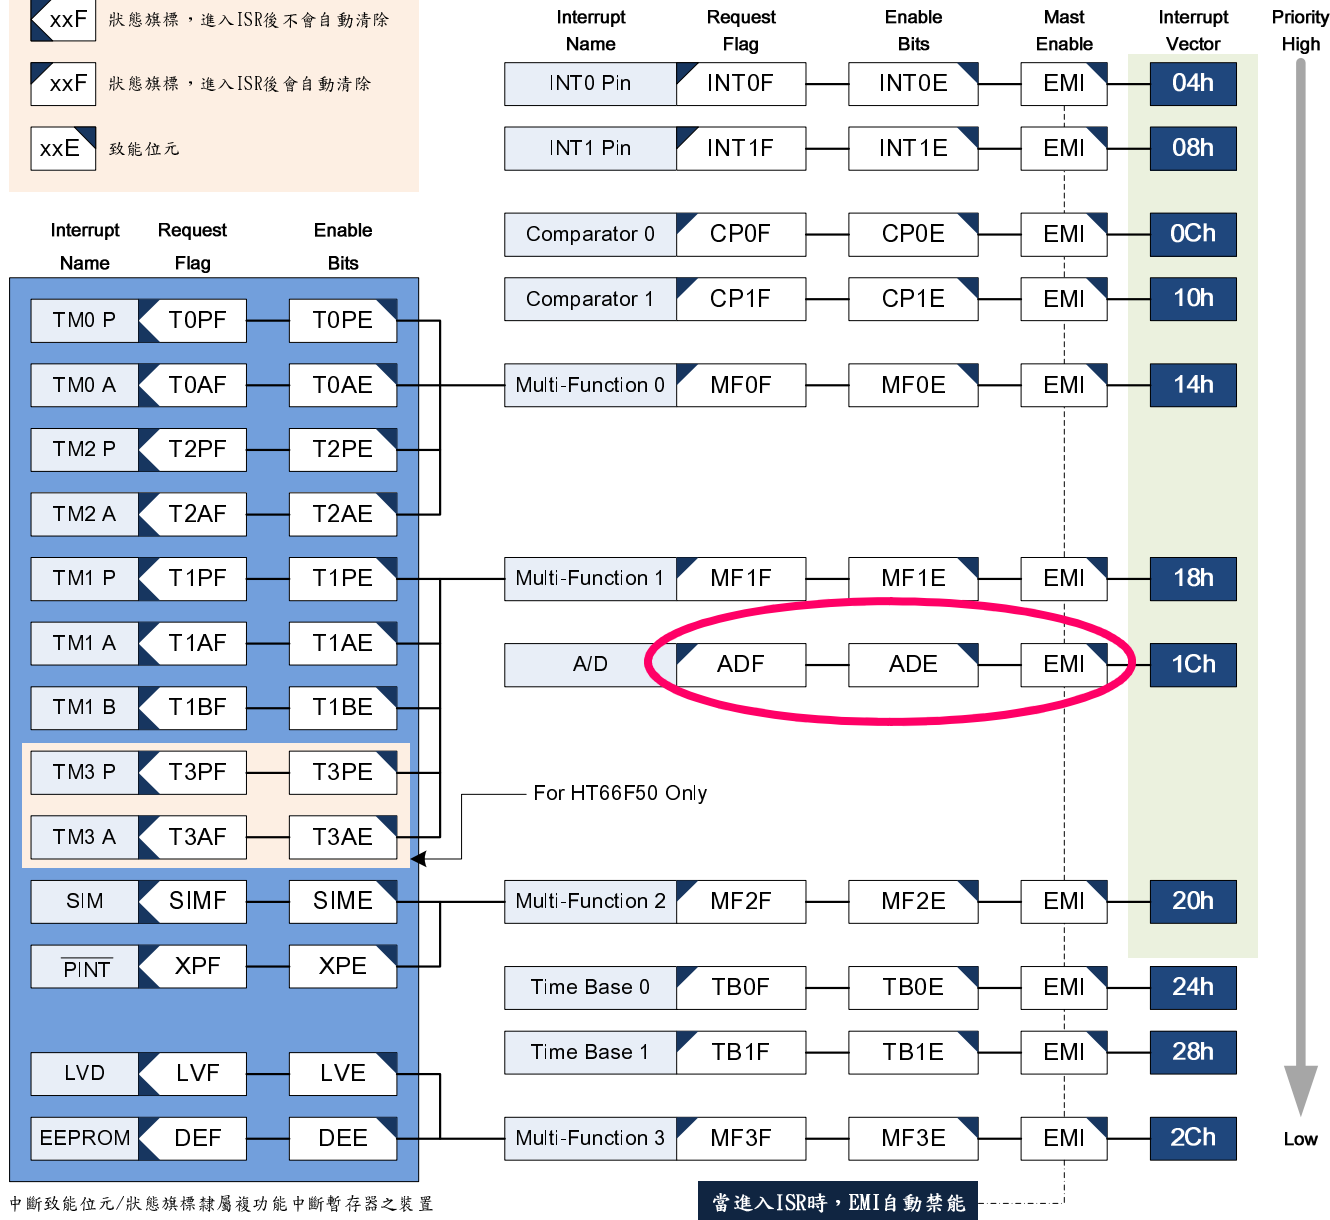 xxF 狀態旗標，進入ISR後不會自動清除
xxF 狀態旗標，進入ISR後會自動清除
xxE 致能位元
Interrupt Name Request Flag Enable Bits Mast Enable Interrupt Vector Priority High
INT0 Pin INT0F INT0E EMI 04h
INT1 Pin INT1F INT1E EMI 08h
Comparator 0 CP0F CP0E EMI 0Ch
Comparator 1 CP1F CP1E EMI 10h
Multi-Function 0 MF0F MF0E EMI 14h
Multi-Function 1 MF1F MF1E EMI 18h
A/D ADF ADE EMI 1Ch
For HT66F50 Only
Multi-Function 2 MF2F MF2E EMI 20h
Time Base 0 TB0F TB0E EMI 24h
Time Base 1 TB1F TB1E EMI 28h
Multi-Function 3 MF3F MF3E EMI 2Ch
Low
Interrupt Name Request Flag Enable Bits
TM0 P T0PF T0PE
TM0 A T0AF T0AE
TM2 P T2PF T2PE
TM2 A T2AF T2AE
TM1 P T1PF T1PE
TM1 A T1AF T1AE
TM1 B T1BF T1BE
TM3 P T3PF T3PE
TM3 A T3AF T3AE
SIM SIMF SIME
PINT XPF XPE
LVD LVF LVE
EEPROM DEF DEE
中斷致能位元/狀態旗標隸屬複功能中斷暫存器之裝置
當進入ISR時，EMI自動禁能